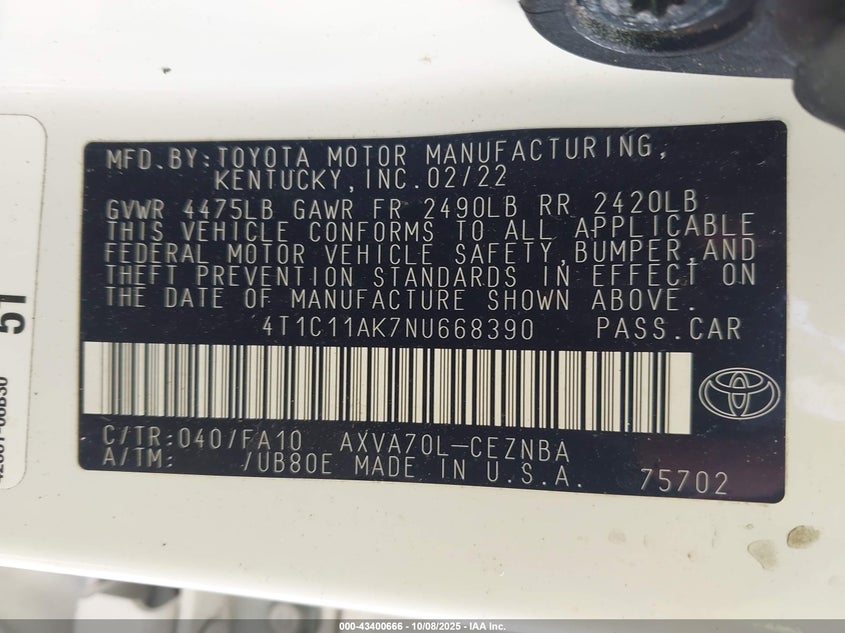 MFD.BY:TOYOTA MOTOR MANUFACTURING,
KENTUCKY,INC.02/22
GVWR 4475LB GAWR FR 2490LB RR 2420LB
THIS VEHICLE CONFORMS TO ALL APPLICABLE
FEDERAL MOTOR VEHICLE SAFETY,BUMPER,AND
THEFT PREVENTION STANDARDS IN EFFECT ON
THE DATE OF MANUFACTURE SHOWN ABOVE.
4T1C11AK7NU668390 PASS.CAR
C/TR:040/FA10 AXVA70L-CEZNBA
A/TM: /UB80E MADE IN U.S.A. 75702
51
000-43400666 - 10/08/2025 - IAA Inc.